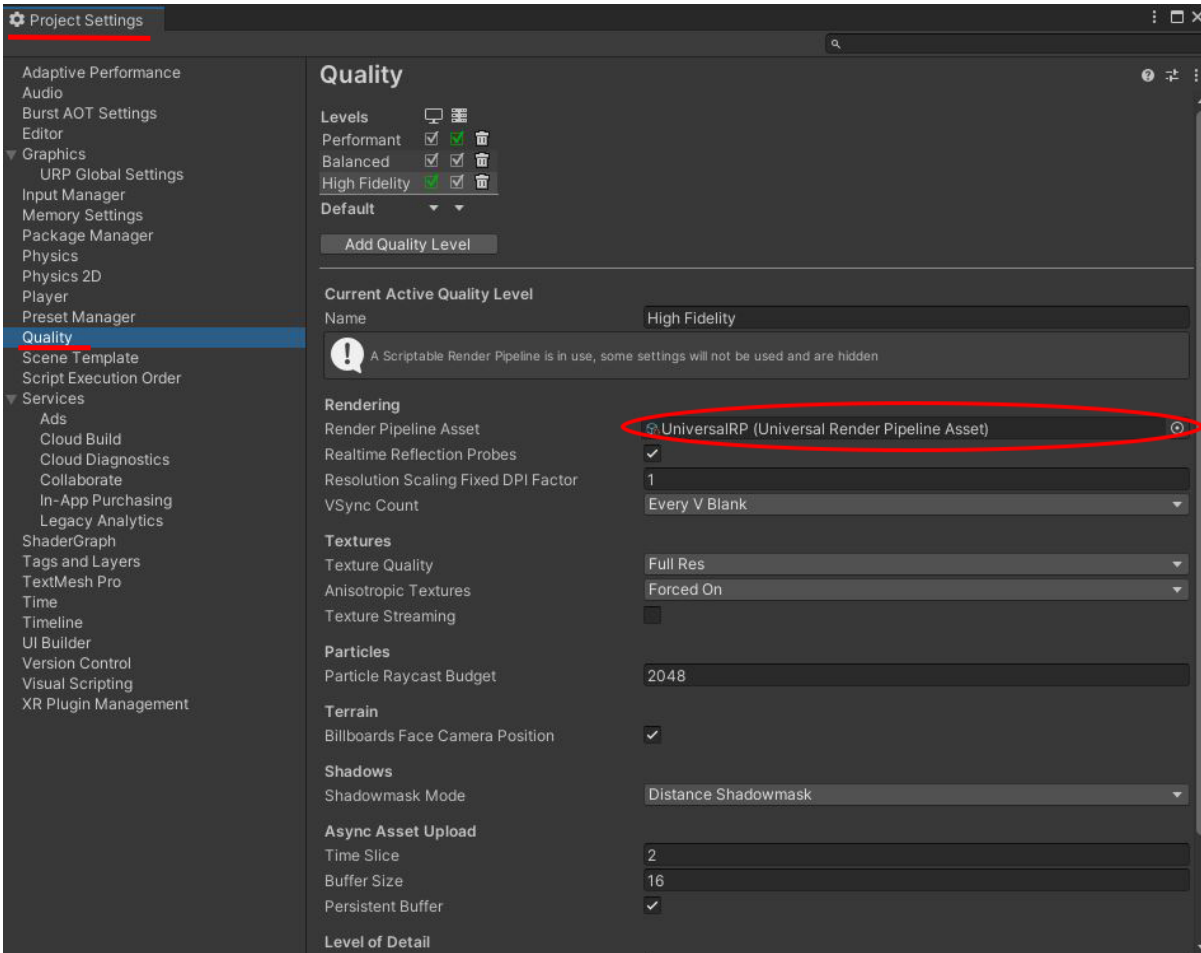 Project Settings
Adaptive Performance
Audio
Burst AOT Settings
Editor
Graphics
URP Global Settings
Input Manager
Memory Settings
Package Manager
Physics
Physics 2D
Player
Preset Manager
Quality
Scene Template
Script Execution Order
Services
Ads
Cloud Build
Cloud Diagnostics
Collaborate
In-App Purchasing
Legacy Analytics
ShaderGraph
Tags and Layers
TextMesh Pro
Time
Timeline
UI Builder
Version Control
Visual Scripting
XR Plugin Management
Quality
Levels
Performant
Balanced
High Fidelity
Default
Add Quality Level
Current Active Quality Level
Name High Fidelity
A Scriptable Render Pipeline is in use, some settings will not be used and are hidden
Rendering
Render Pipeline Asset UniversalRP (Universal Render Pipeline Asset)
Realtime Reflection Probes
Resolution Scaling Fixed DPI Factor 1
VSync Count Every V Blank
Textures
Texture Quality Full Res
Anisotropic Textures Forced On
Texture Streaming
Particles
Particle Raycast Budget 2048
Terrain
Billboards Face Camera Position
Shadows
Shadowmask Mode Distance Shadowmask
Async Asset Upload
Time Slice 2
Buffer Size 16
Persistent Buffer
Level of Detail